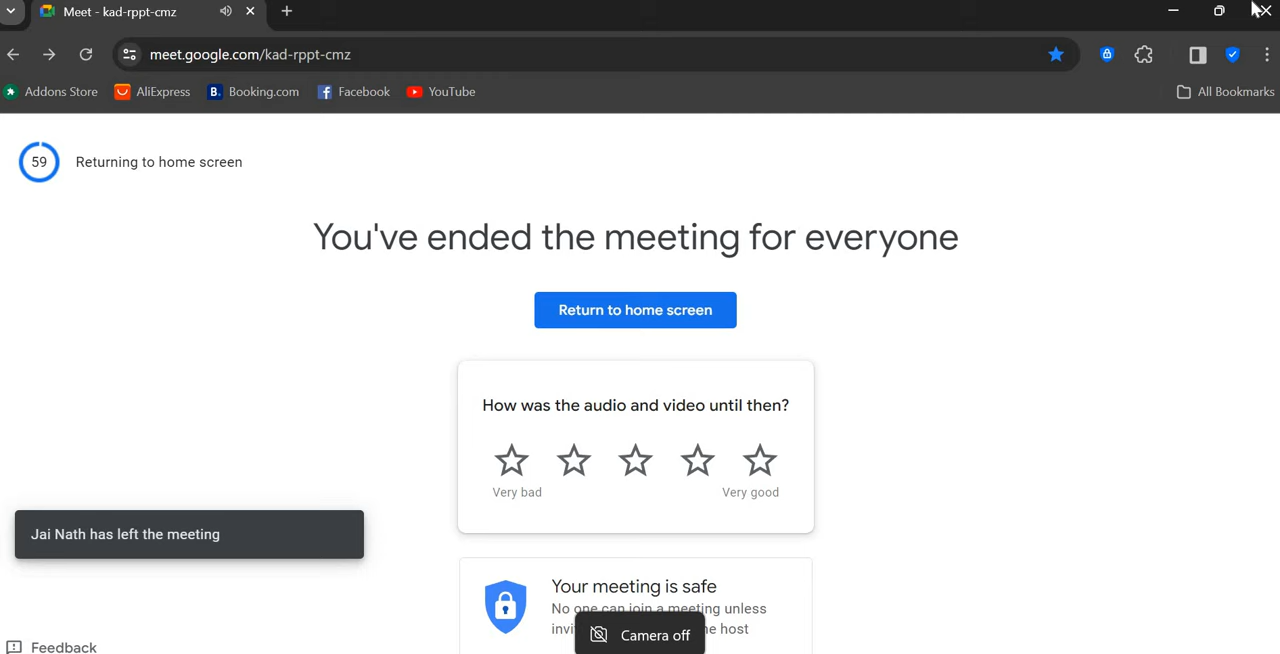 Meet - kad-rppt-cmz
meet.google.com/kad-rppt-cmz
Addons Store AliExpress B. Booking.com Facebook YouTube All Bookmarks
59 Returning to home screen
You've ended the meeting for everyone
Return to home screen
How was the audio and video until then?
Very bad Very good
Jai Nath has left the meeting
Your meeting is safe
No one can join a meeting unless
host
Camera off
Feedback